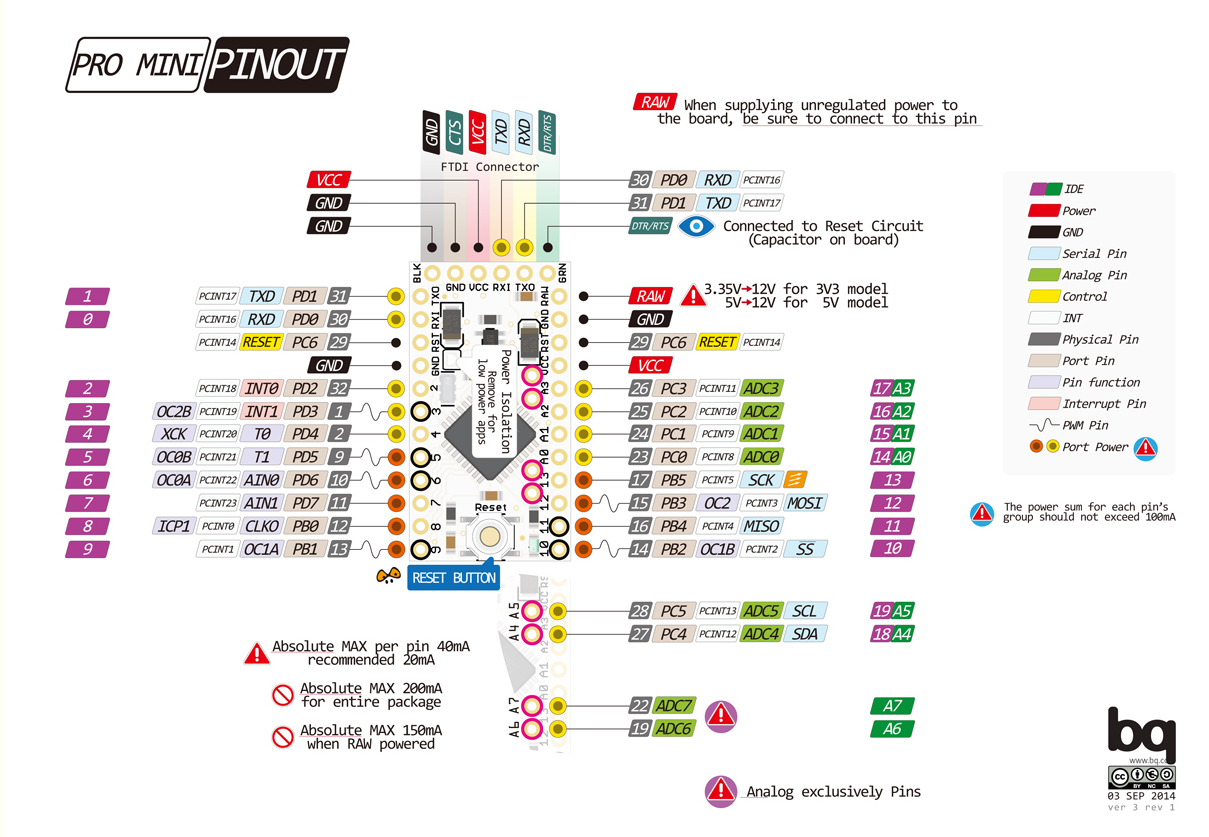 PRO MINI PINOUT
RAW When supplying unregulated power to
the board, be sure to connect to this pin
GND CTS VCC TXD RXD DTR/RTS
FTDI Connector
VCC
GND
GND
30 PD0 RXD PCINT16
31 PD1 TXD PCINT17
DTR/RTS Connected to Reset Circuit
(Capacitor on board)
BLK GRN
GND VCC RXI TXO
1 PCINT17 TXD PD1 31 TXO
0 PCINT16 RXD PD0 30 RXI
PCINT14 RESET PC6 29 RST
GND GND
2 PCINT18 INT0 PD2 32 2
3 OC2B PCINT19 INT1 PD3 1 3
4 XCK PCINT20 T0 PD4 2 4
5 OC0B PCINT21 T1 PD5 9 5
6 OC0A PCINT22 AIN0 PD6 10 6
7 PCINT23 AIN1 PD7 11 7
8 ICP1 PCINT0 CLKO PB0 12 8
9 PCINT1 OC1A PB1 13 9
Power Isolation
Remove for
low power apps
Reset
RESET BUTTON
RAW RAW 3.35V→12V for 3V3 model
5V→12V for 5V model
GND GND
RST 29 PC6 RESET PCINT14
VCC VCC
A3 26 PC3 PCINT11 ADC3 17 A3
A2 25 PC2 PCINT10 ADC2 16 A2
A1 24 PC1 PCINT9 ADC1 15 A1
A0 23 PC0 PCINT8 ADC0 14 A0
13 17 PB5 PCINT5 SCK 13
12 15 PB3 OC2 PCINT3 MOSI 12
11 16 PB4 PCINT4 MISO 11
10 14 PB2 OC1B PCINT2 SS 10
A5 28 PC5 PCINT13 ADC5 SCL 19 A5
A4 27 PC4 PCINT12 ADC4 SDA 18 A4
A7 22 ADC7 A7
A6 19 ADC6 A6
VCC
A3
A2
A1
A0
13
12
Absolute MAX per pin 40mA
recommended 20mA
Absolute MAX 200mA
for entire package
Absolute MAX 150mA
when RAW powered
Analog exclusively Pins
IDE
Power
GND
Serial Pin
Analog Pin
Control
INT
Physical Pin
Port Pin
Pin function
Interrupt Pin
PWM Pin
Port Power
The power sum for each pin's
group should not exceed 100mA
bq
cc BY NC SA
03 SEP 2014
ver 3 rev 1